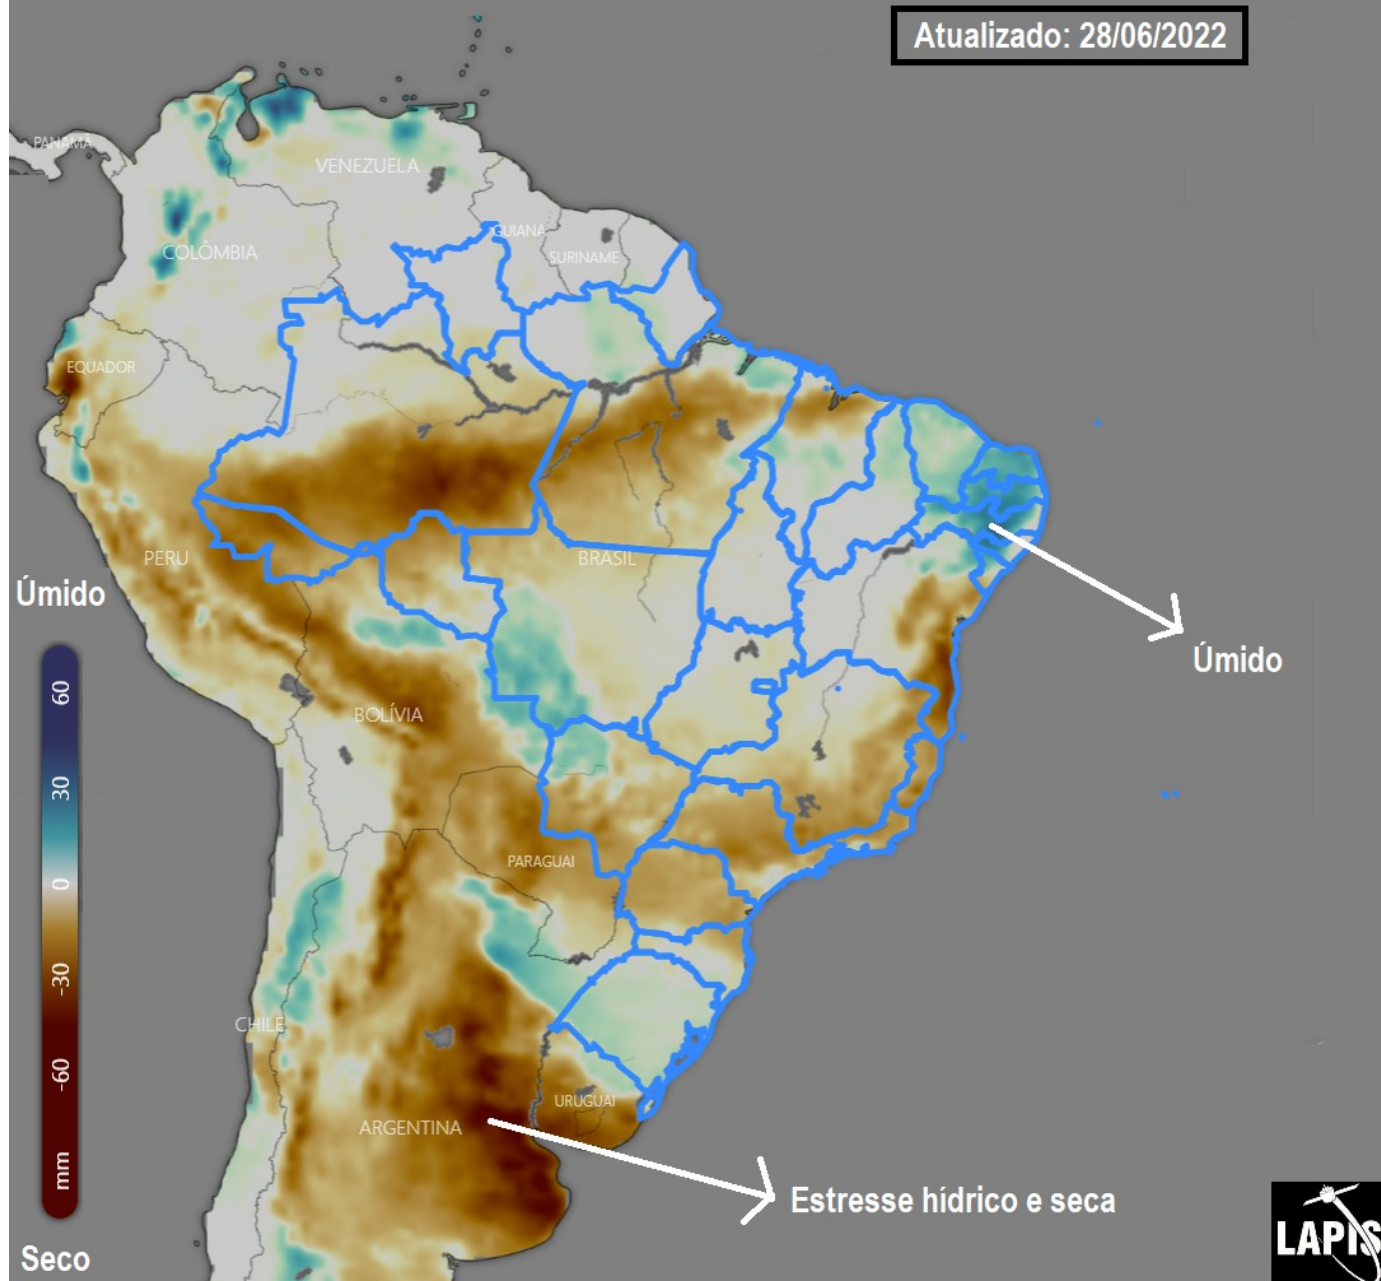 Atualizado: 28/06/2022
PANAMÁ
VENEZUELA
GUIANA
COLÔMBIA
SURINAME
EQUADOR
PERU
BRASIL
Úmido
Úmido
60
BOLÍVIA
30
0
PARAGUAI
-30
CHILE
-60
URUGUAI
ARGENTINA
mm
Estresse hídrico e seca
Seco
LAPIS